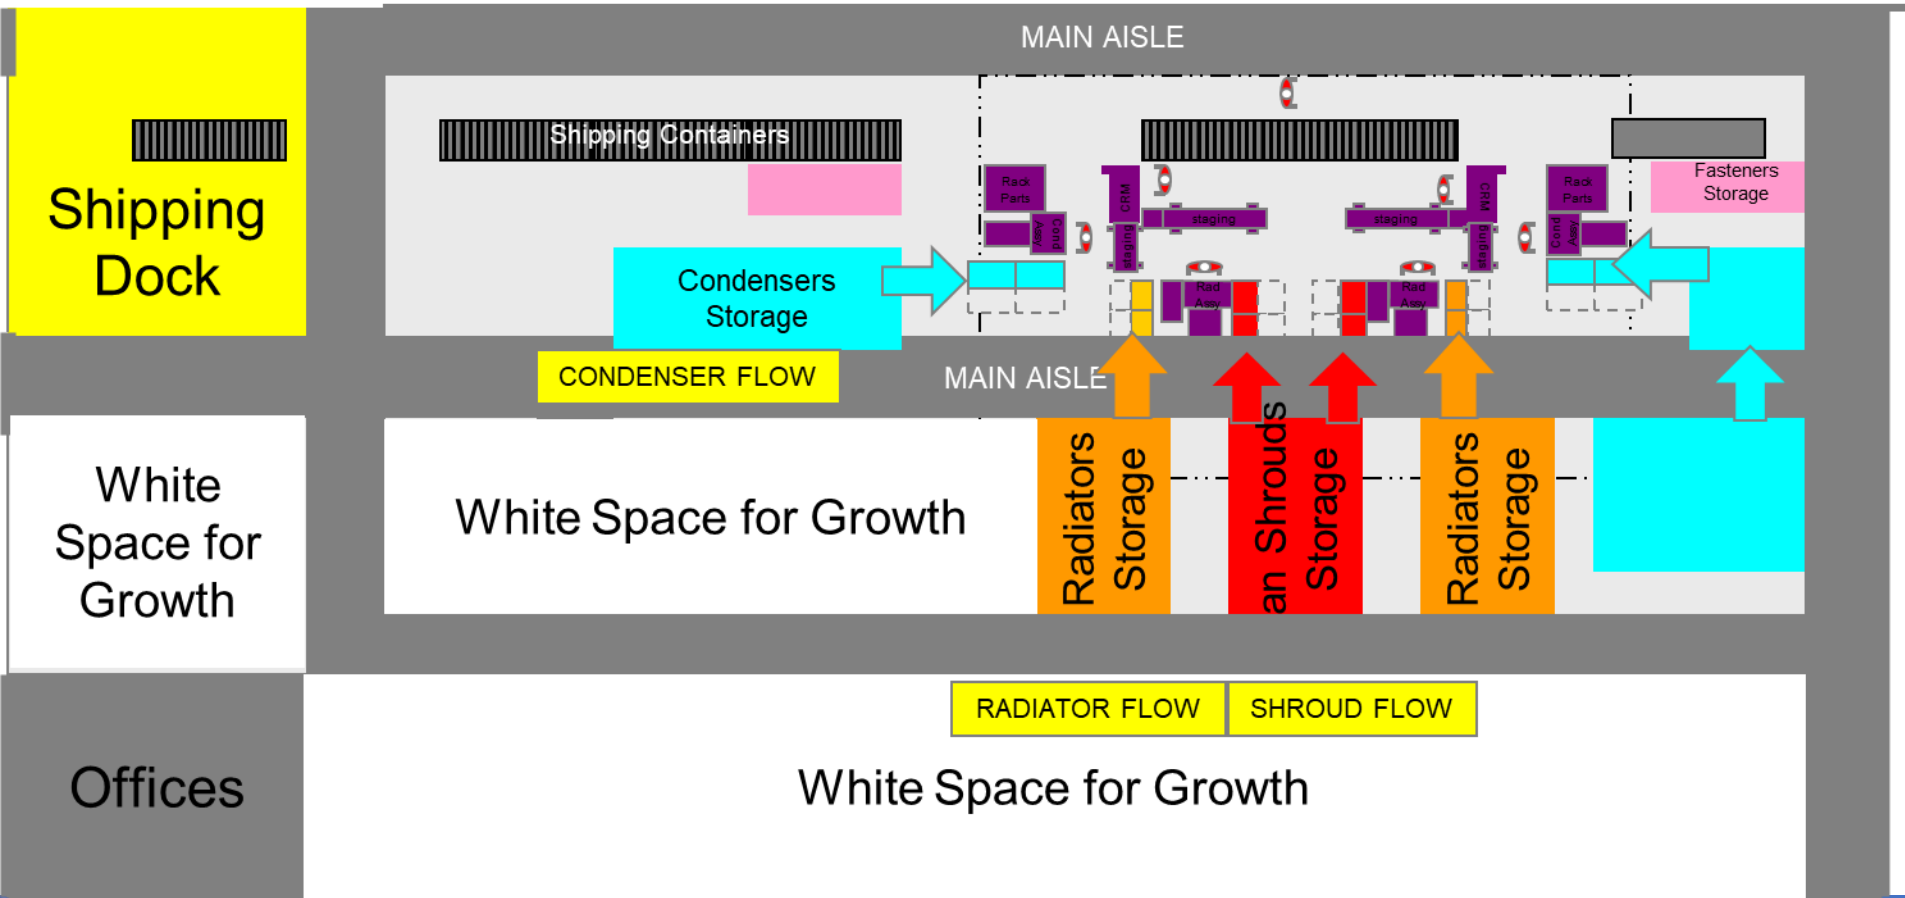 MAIN AISLE
Shipping Containers
Shipping
Dock
Rack
Parts
CRM
staging
Cond
Assy
staging
Rad
Assy
staging
CRM
staging
Rad
Assy
Rack
Parts
Cond
Assy
Fasteners
Storage
Condensers
Storage
CONDENSER FLOW
MAIN AISLE
White
Space for
Growth
White Space for Growth
Radiators
Storage
an Shrouds
Storage
Radiators
Storage
RADIATOR FLOW
SHROUD FLOW
Offices
White Space for Growth